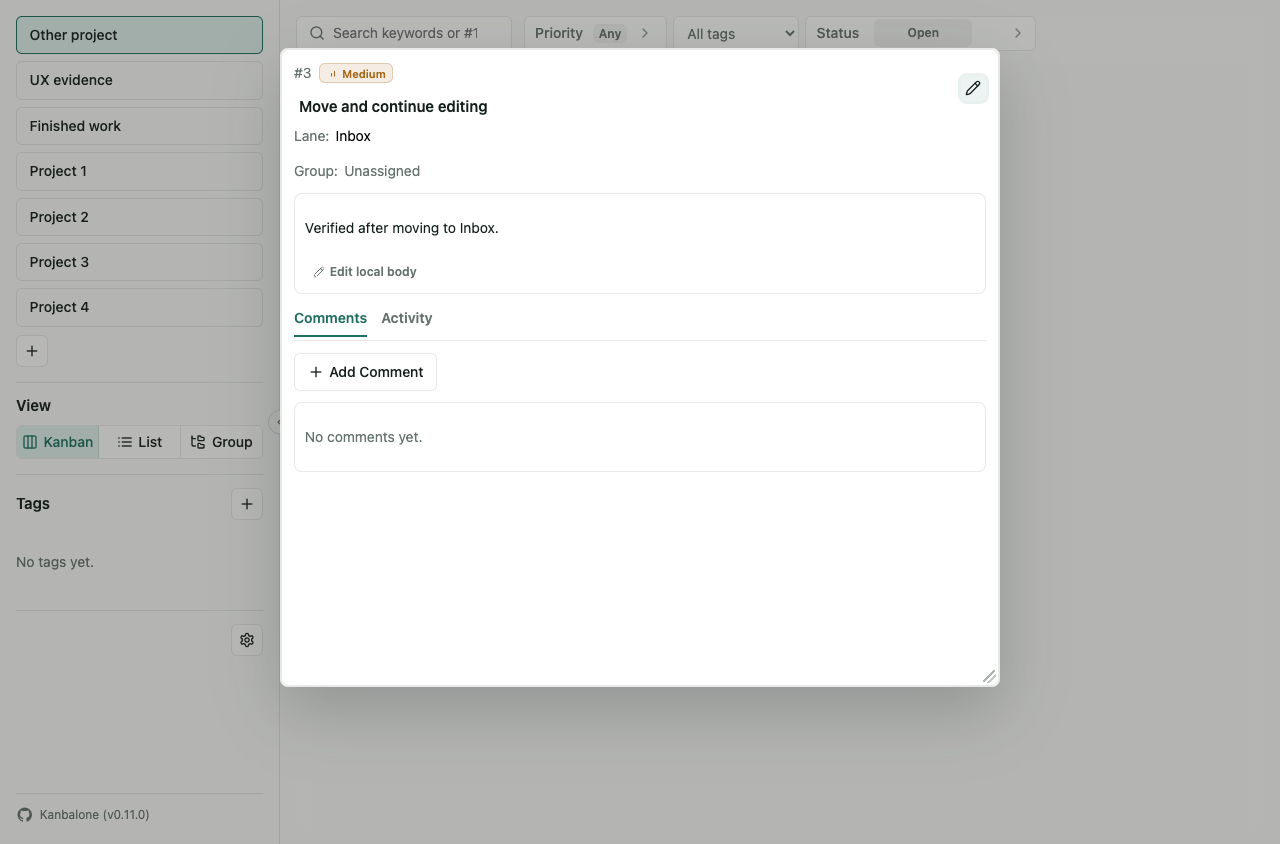 Other project
UX evidence
Finished work
Project 1
Project 2
Project 3
Project 4
View
Kanban
List
Group
Tags
No tags yet.
Kanbalone (v0.11.0)
Search keywords or #1
Priority Any
All tags
Status Open
#3 Medium
Move and continue editing
Lane: Inbox
Group: Unassigned
Verified after moving to Inbox.
Edit local body
Comments Activity
Add Comment
No comments yet.